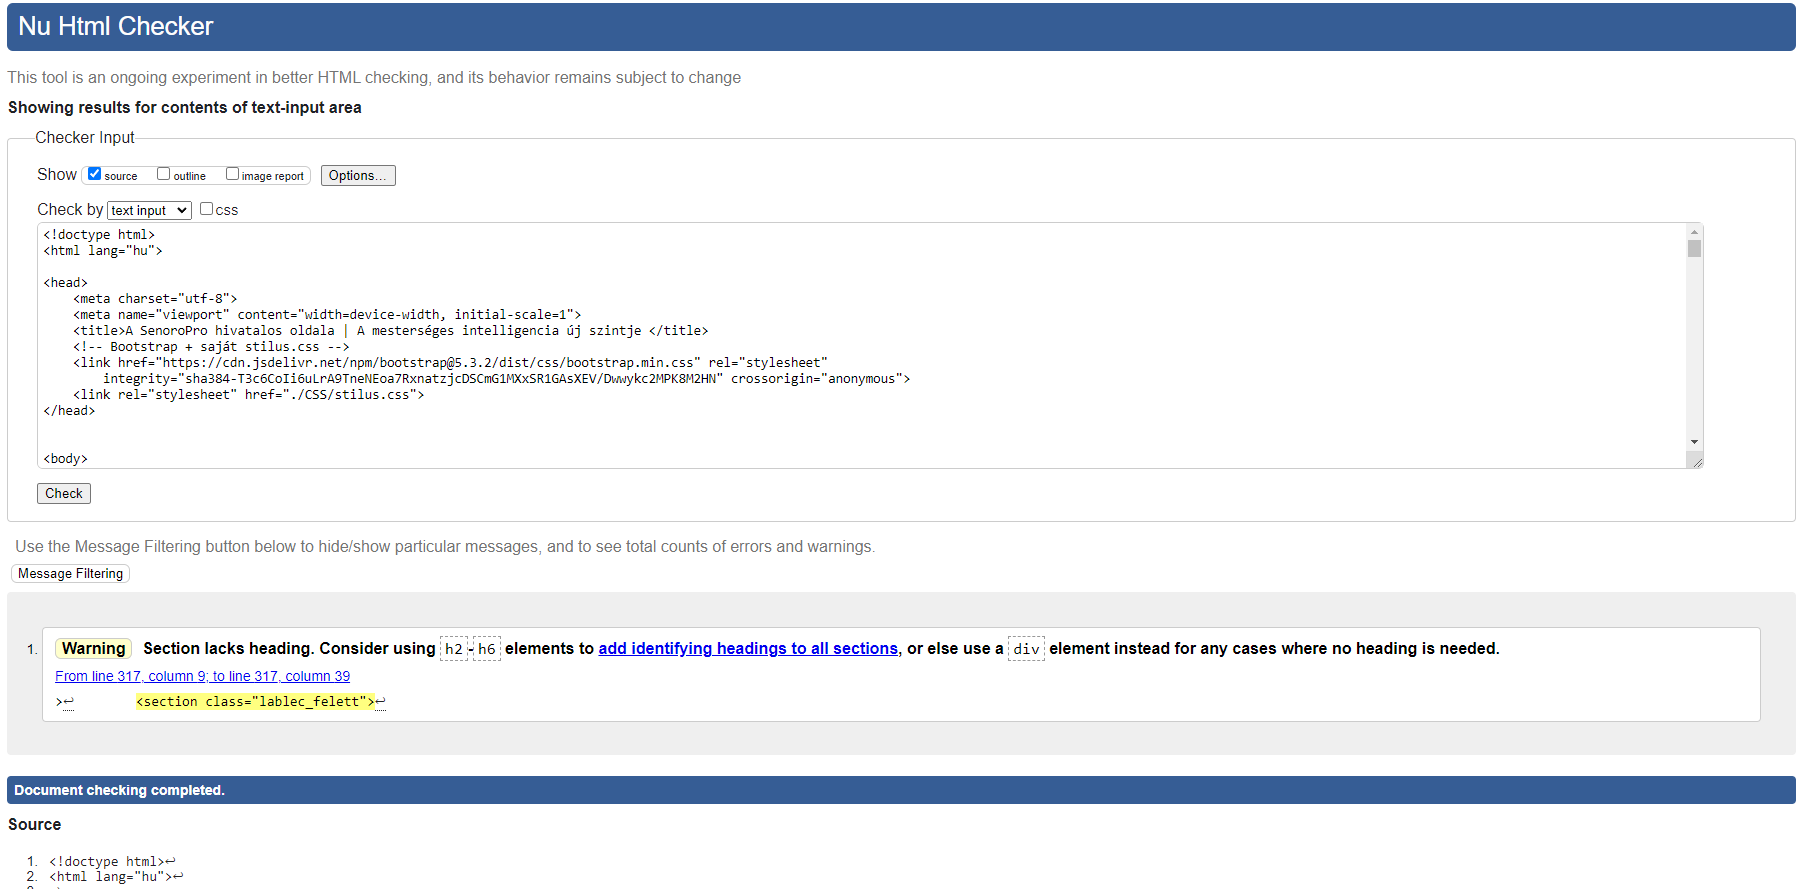 Nu Html Checker
This tool is an ongoing experiment in better HTML checking, and its behavior remains subject to change
Showing results for contents of text-input area
Checker Input
Show source outline image report Options...
Check by text input css
<!doctype html>
<html lang="hu">
<head>
<meta charset="utf-8">
<meta name="viewport" content="width=device-width, initial-scale=1">
<title>A SenoroPro hivatalos oldala | A mesterséges intelligencia új szintje </title>
<!-- Bootstrap + saját stilus.css -->
<link href="https://cdn.jsdelivr.net/npm/bootstrap@5.3.2/dist/css/bootstrap.min.css" rel="stylesheet"
integrity="sha384-T3c6CoIi6uLrA9TneNEoa7RxnatzjcDSCmG1MXxSR1GAsXEV/Dwwykc2MPK8M2HN" crossorigin="anonymous">
<link rel="stylesheet" href="./CSS/stilus.css">
</head>
<body>
Check
Use the Message Filtering button below to hide/show particular messages, and to see total counts of errors and warnings.
Message Filtering
1. Warning Section lacks heading. Consider using h2-h6 elements to add identifying headings to all sections, or else use a div element instead for any cases where no heading is needed.
From line 317, column 9; to line 317, column 39
>↩ <section class="lablec_felett">↩
Document checking completed.
Source
1. <!doctype html>↩
2. <html lang="hu">↩